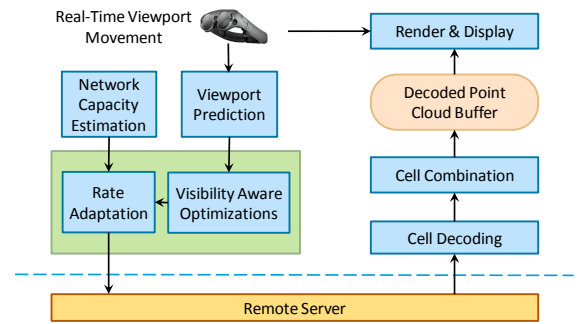 Real-Time Viewport
Movement
Render & Display
Network
Capacity
Estimation
Viewport
Prediction
Decoded Point
Cloud Buffer
Rate
Adaptation
Visibility Aware
Optimizations
Cell Combination
Cell Decoding
Remote Server